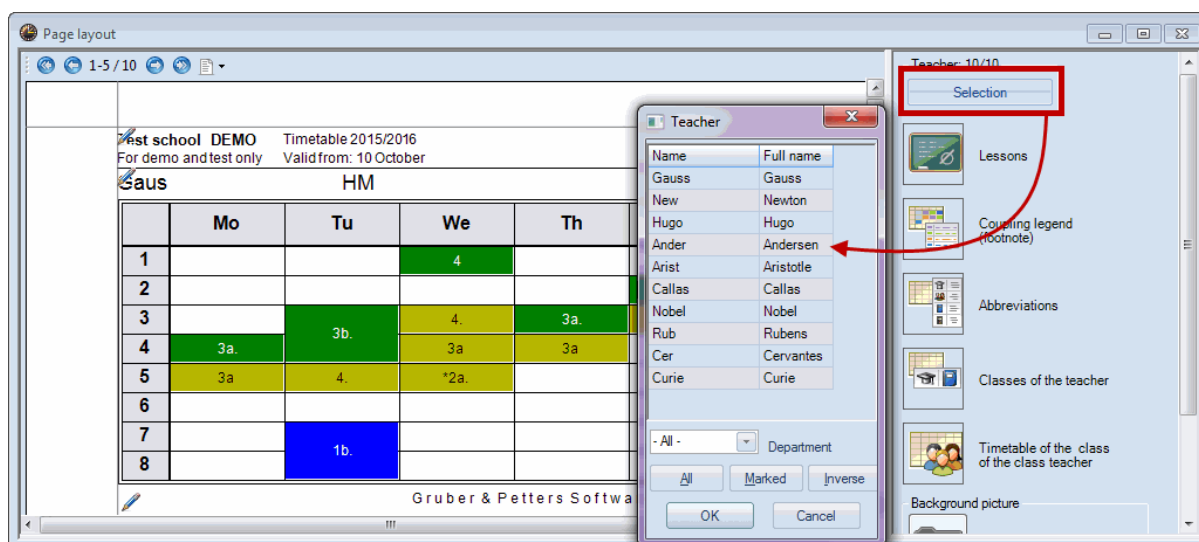 Page layout
1-5 / 10
Teacher: 10/10
Selection
Test school DEMO Timetable 2015/2016
For demo and test only Valid from: 10 October
Gaus HM
Mo Tu We Th
1 4
2
3 3b. 4. 3a.
4 3a. 3a 3a
5 3a 4. *2a.
6
7 1b.
8
Gruber & Petters Softwa
Teacher
Name Full name
Gauss Gauss
New Newton
Hugo Hugo
Ander Andersen
Arist Aristotle
Callas Callas
Nobel Nobel
Rub Rubens
Cer Cervantes
Curie Curie
- All - Department
All Marked Inverse
OK Cancel
Lessons
Coupling legend
(footnote)
Abbreviations
Classes of the teacher
Timetable of the class
of the class teacher
Background picture